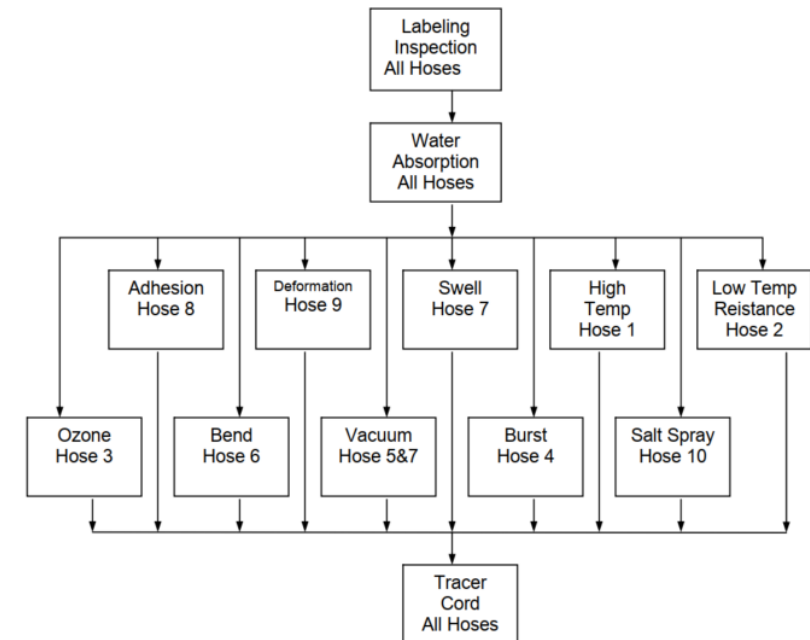 Labeling
Inspection
All Hoses
Water
Absorption
All Hoses
Adhesion
Hose 8
Deformation
Hose 9
Swell
Hose 7
High
Temp
Hose 1
Low Temp
Reistance
Hose 2
Ozone
Hose 3
Bend
Hose 6
Vacuum
Hose 5&7
Burst
Hose 4
Salt Spray
Hose 10
Tracer
Cord
All Hoses